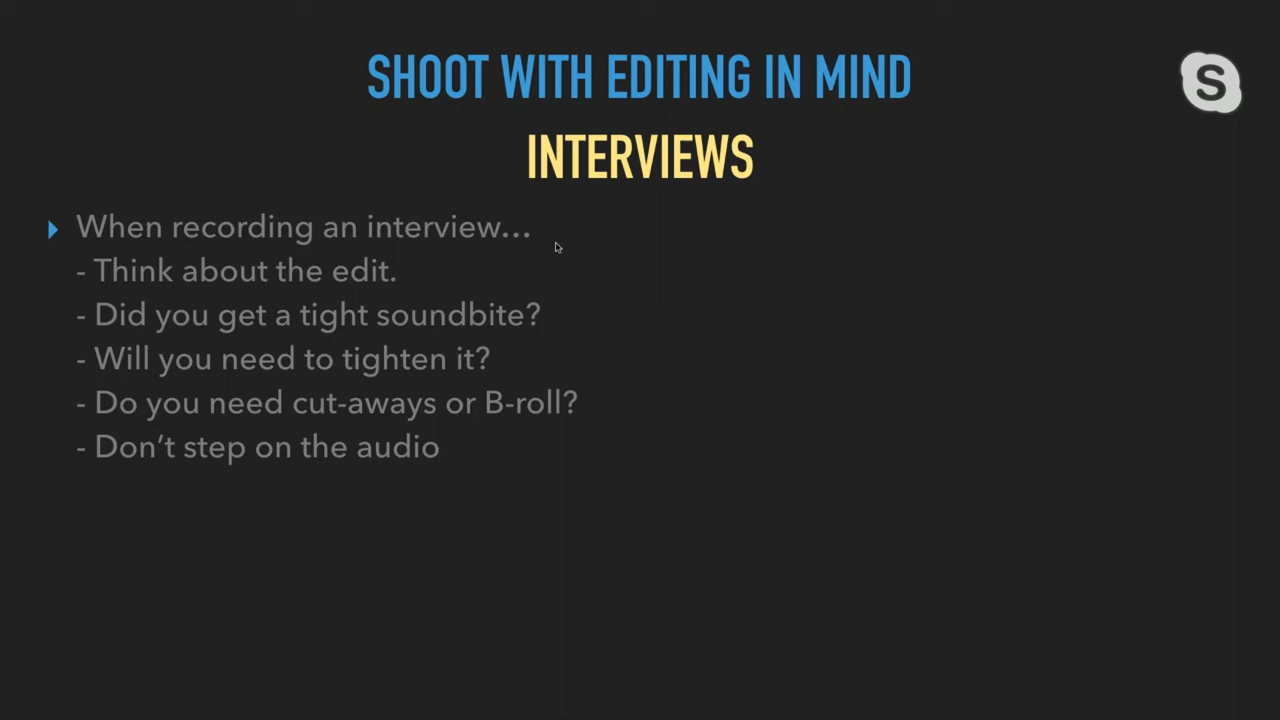 SHOOT WITH EDITING IN MIND
S
INTERVIEWS
When recording an interview…
- Think about the edit.
- Did you get a tight soundbite?
- Will you need to tighten it?
- Do you need cut-aways or B-roll?
- Don’t step on the audio